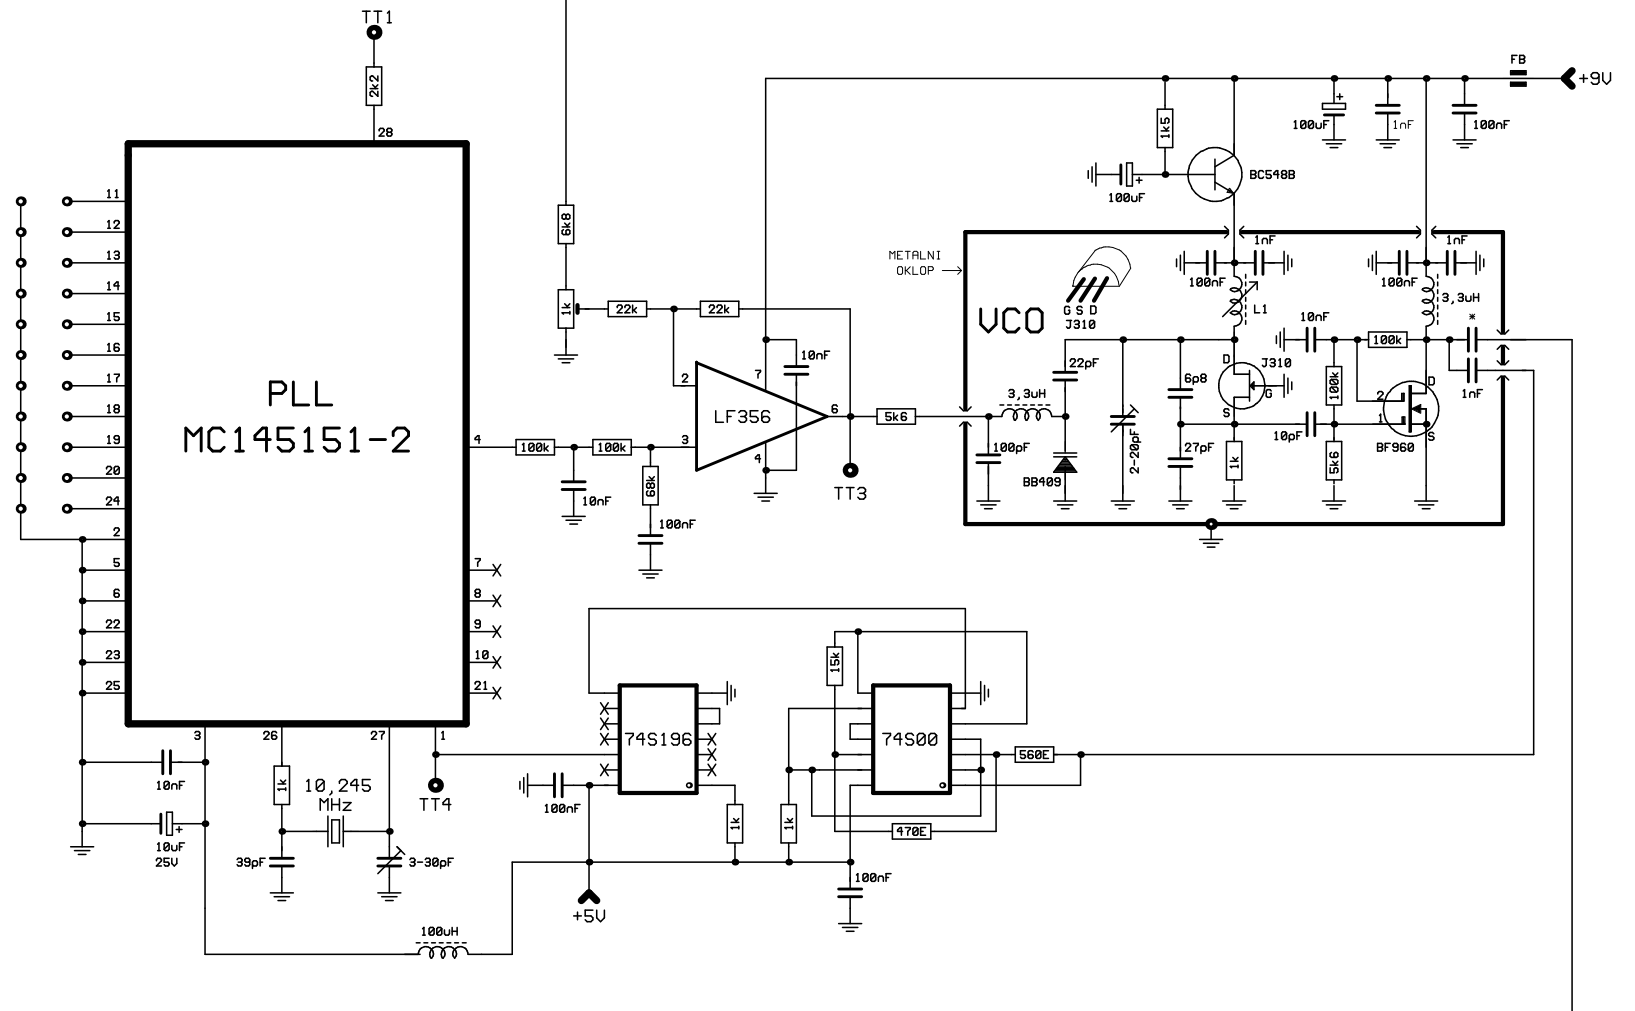 TT1
2k2
28
PLL
MC145151-2
11
12
13
14
15
16
17
18
19
20
24
2
5
6
22
23
25
4
7
8
9
10
21
3
26
27
1
10nF
10uF
+
25V
1k
10,245
MHz
39pF
3-30pF
TT4
100uH
6k8
1k
22k
22k
100k
100k
10nF
68k
100nF
2
3
7
4
6
LF356
10nF
TT3
5k6
FB
+9V
1k5
+
100uF
BC548B
+
100uF
1nF
100nF
METALNI
OKLOP
VCO
G S D
J310
1nF
100nF
L1
1nF
100nF
3,3uH
*
22pF
3,3uH
100pF
BB409
2-20pF
6p8
27pF
D
J310
G
S
1k
10nF
100k
100k
10pF
5k6
2
1
D
S
BF960
1nF
74S196
100nF
1k
+5V
15k
74S00
1k
560E
470E
100nF